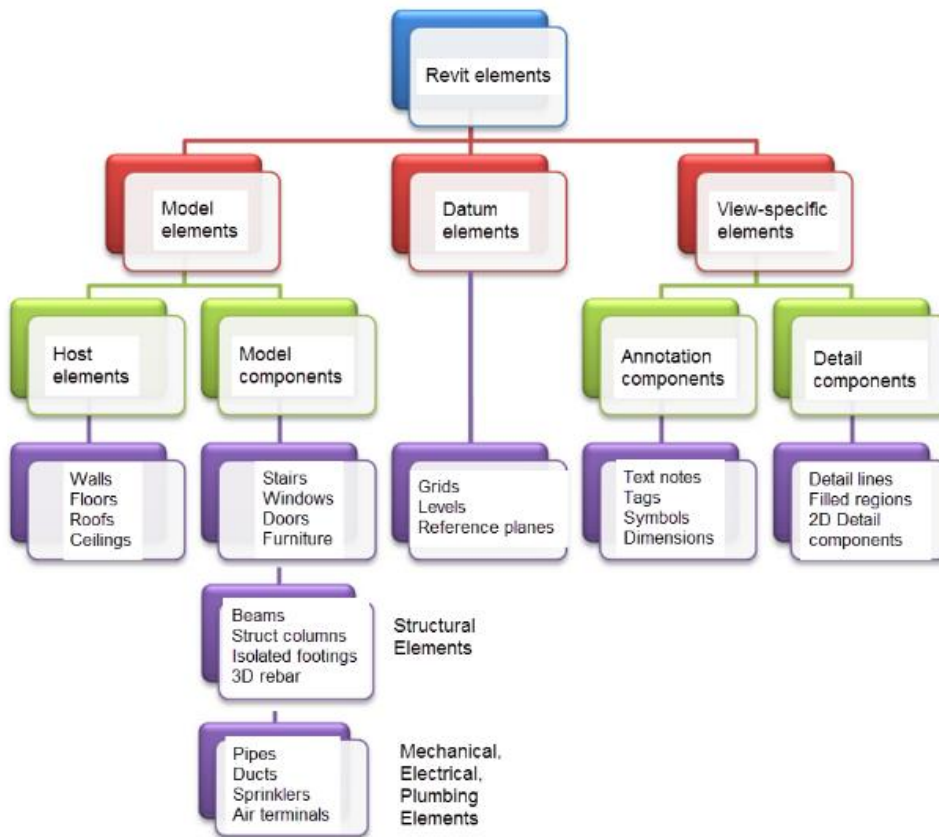 Revit elements
Model
elements
Datum
elements
View-specific
elements
Host
elements
Model
components
Annotation
components
Detail
components
Walls
Floors
Roofs
Ceilings
Stairs
Windows
Doors
Furniture
Grids
Levels
Reference planes
Text notes
Tags
Symbols
Dimensions
Detail lines
Filled regions
2D Detail
components
Beams
Struct columns
Isolated footings
3D rebar
Structural
Elements
Pipes
Ducts
Sprinklers
Air terminals
Mechanical,
Electrical,
Plumbing
Elements